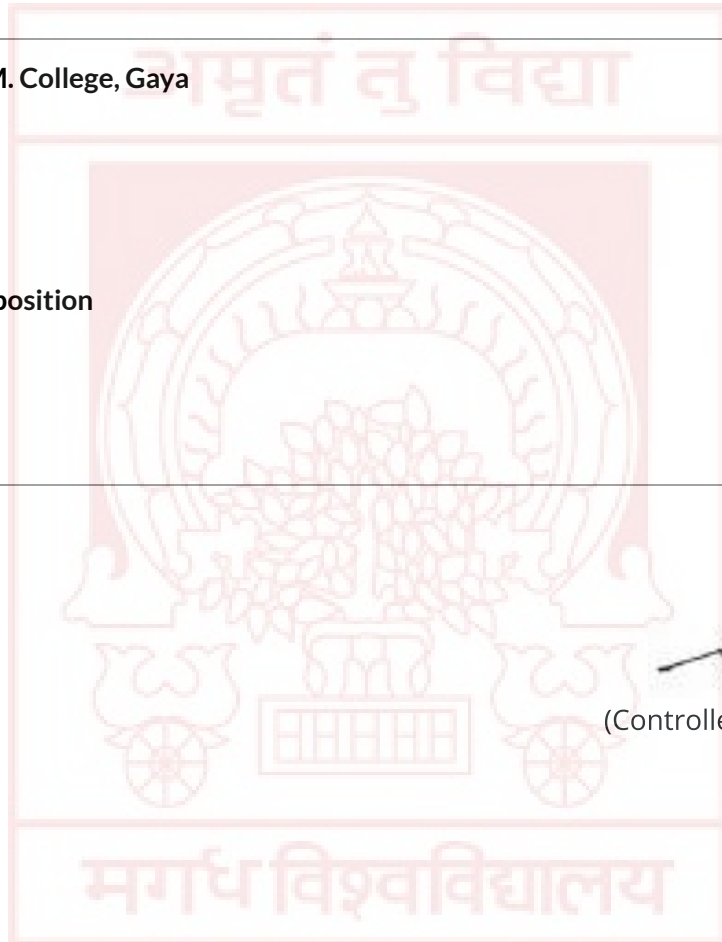 अमृतं तु विद्या
M. College, Gaya
position
(Controlle
मगध विश्वविद्यालय